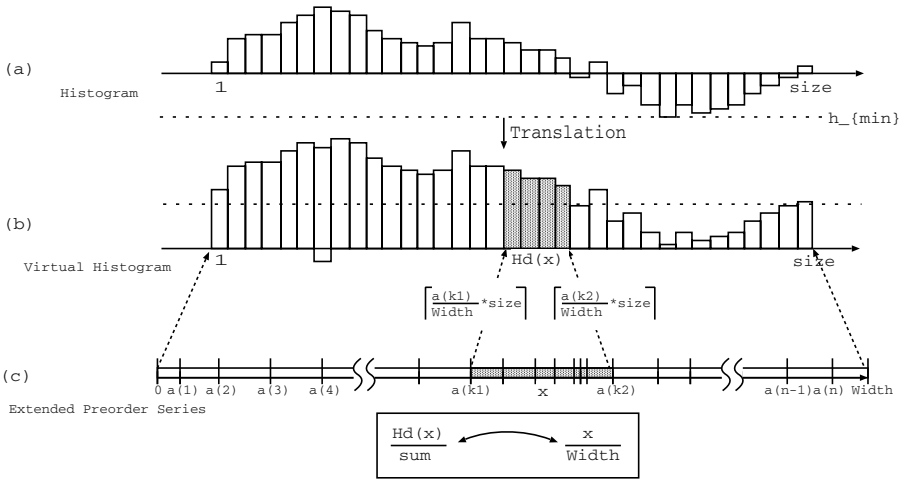 (a)
Histogram
1
size
h_{min}
Translation
(b)
Virtual Histogram
1
Hd(x)
size
a(k1)
Width
*size
a(k2)
Width
*size
(c)
0 a(1) a(2) a(3) a(4) a(k1) x a(k2) a(n-1) a(n) Width
Extended Preorder Series
Hd(x)
sum
x
Width